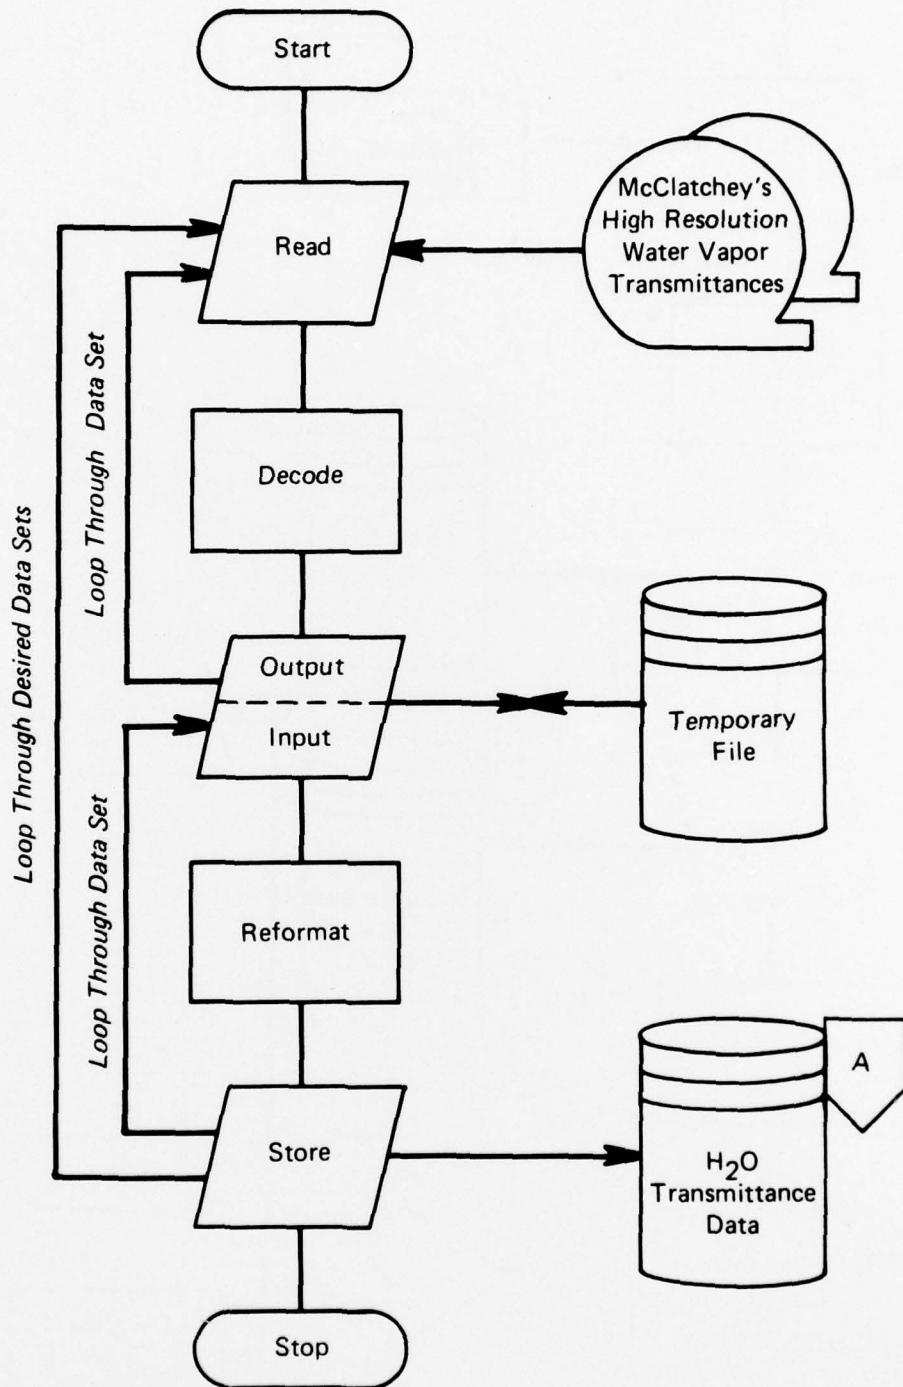 Start
McClatchey's
High Resolution
Water Vapor
Transmittances
Read
Loop Through Data Set
Decode
Loop Through Desired Data Sets
Output
Input
Temporary
File
Loop Through Data Set
Reformat
A
Store
H₂O
Transmittance
Data
Stop